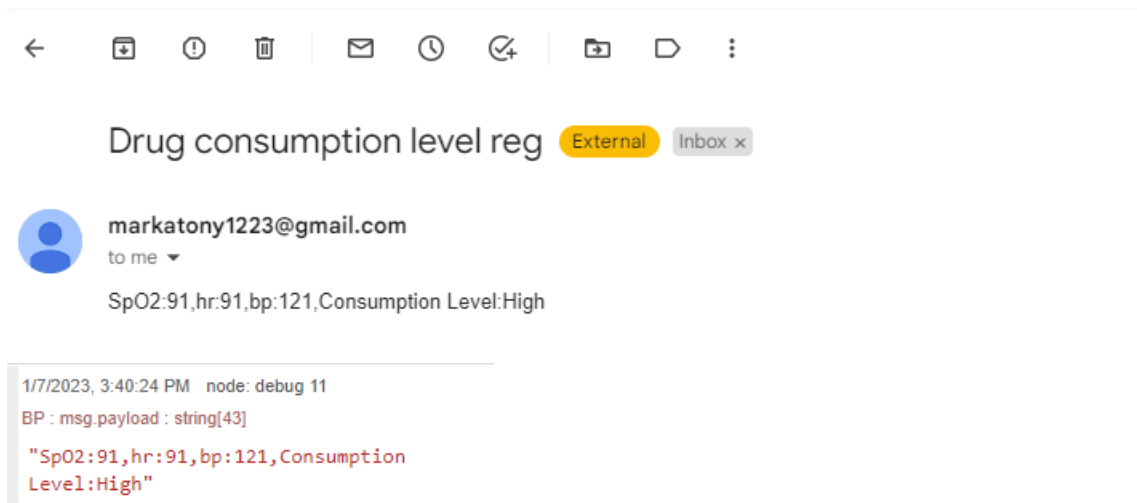 Drug consumption level reg External Inbox ×
markatony1223@gmail.com
to me
SpO2:91,hr:91,bp:121,Consumption Level:High
1/7/2023, 3:40:24 PM node: debug 11
BP : msg.payload : string[43]
"SpO2:91,hr:91,bp:121,Consumption
Level:High"